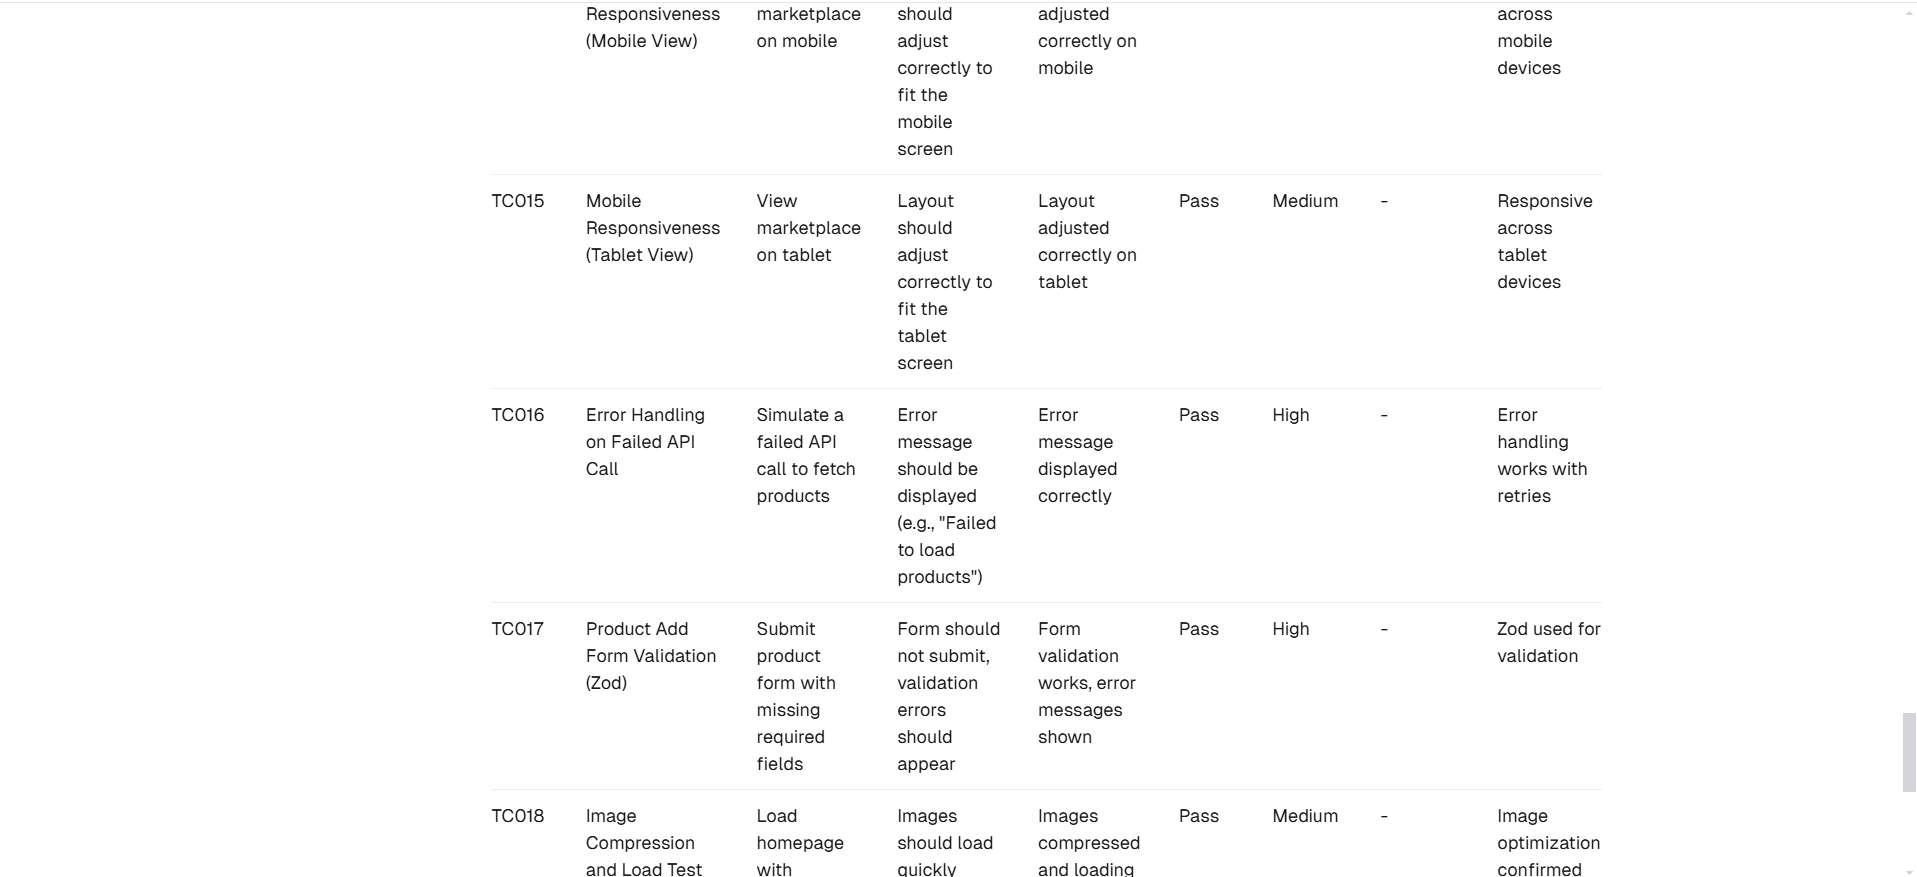 Responsiveness marketplace should adjusted across
(Mobile View) on mobile adjust correctly on mobile
correctly to mobile devices
fit the
mobile
screen
TC015 Mobile View Layout Layout Pass Medium - Responsive
Responsiveness marketplace should adjusted across
(Tablet View) on tablet adjust correctly on tablet
correctly to tablet devices
fit the
tablet
screen
TC016 Error Handling Simulate a Error Error Pass High - Error
on Failed API failed API message message handling
Call call to fetch should be displayed works with
products displayed correctly retries
(e.g., "Failed
to load
products")
TC017 Product Add Submit Form should Form Pass High - Zod used for
Form Validation product not submit, validation validation
(Zod) form with validation works, error
missing errors messages
required should shown
fields appear
TC018 Image Load Images Images Pass Medium - Image
Compression homepage should load compressed optimization
and Load Test with quickly and loading confirmed